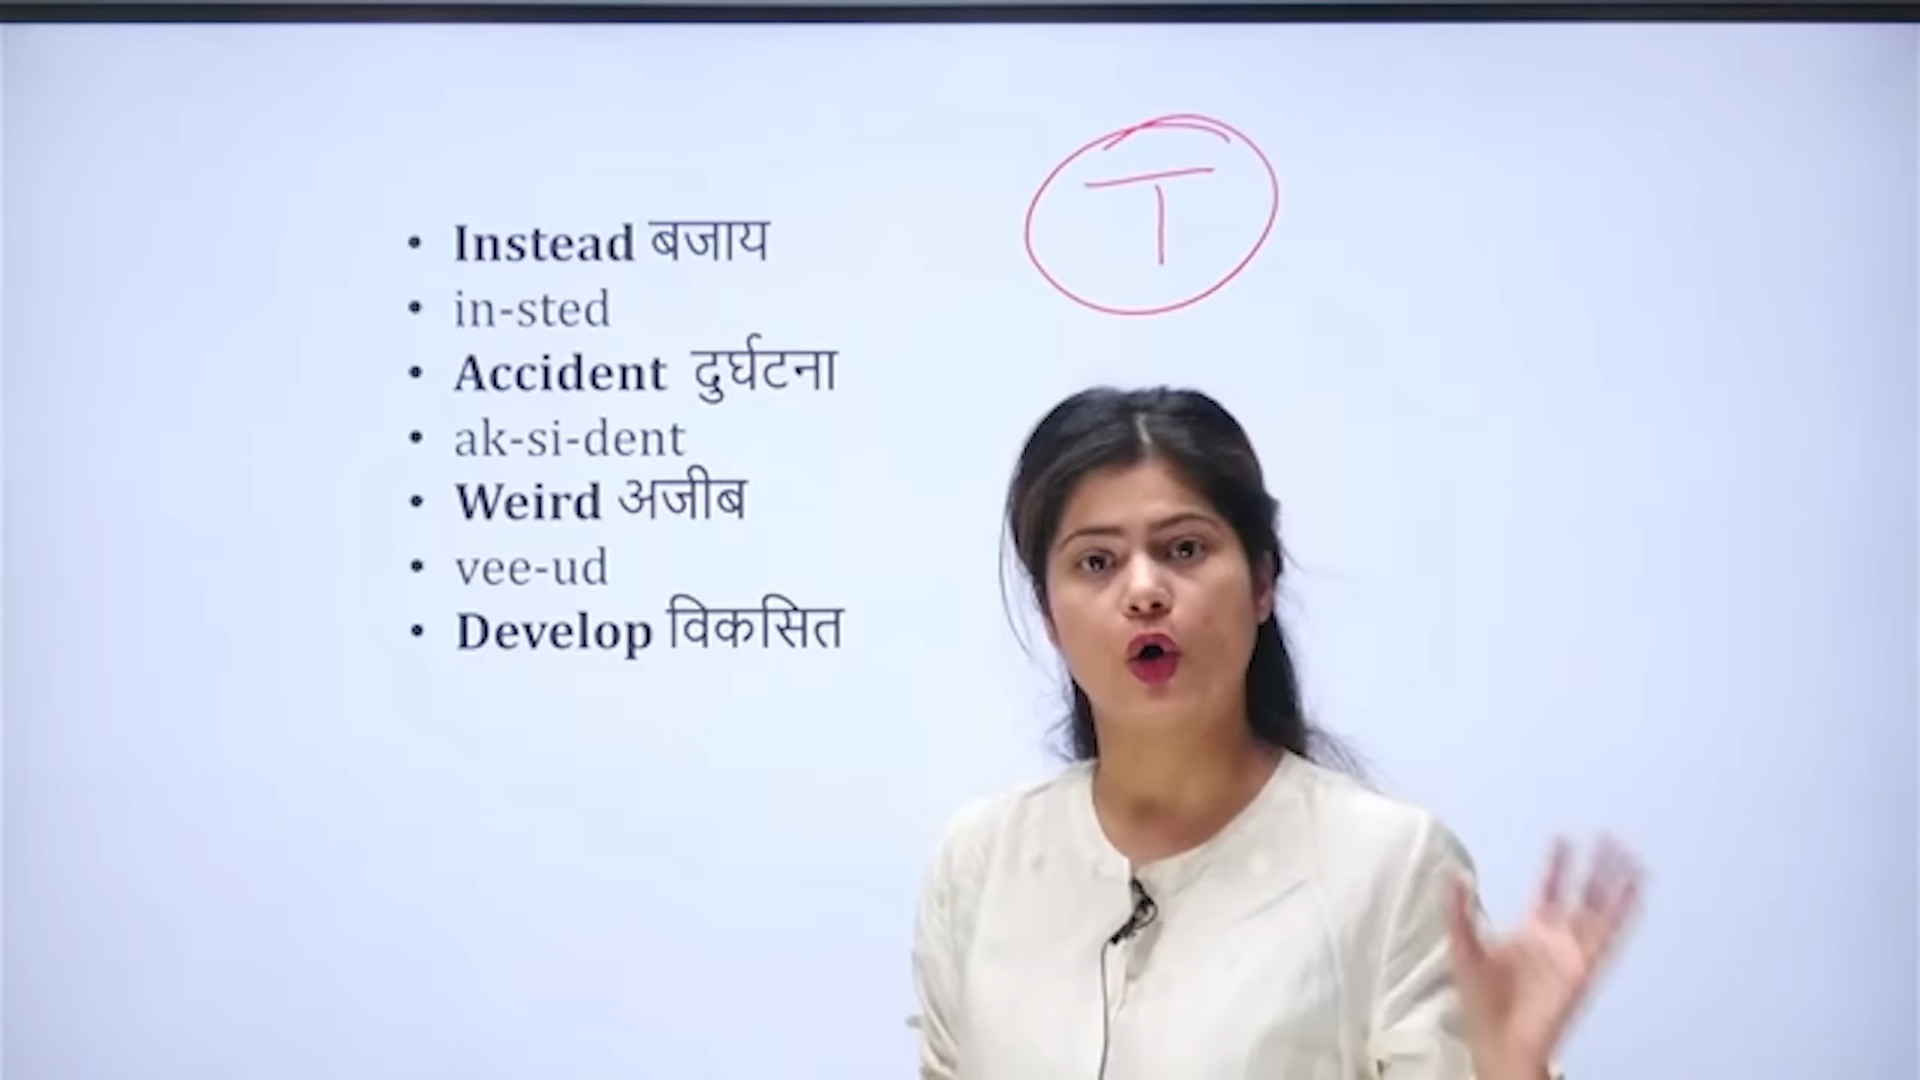 Instead बजाय
in-sted
Accident दुर्घटना
ak-si-dent
Weird अजीब
vee-ud
Develop विकसित
T